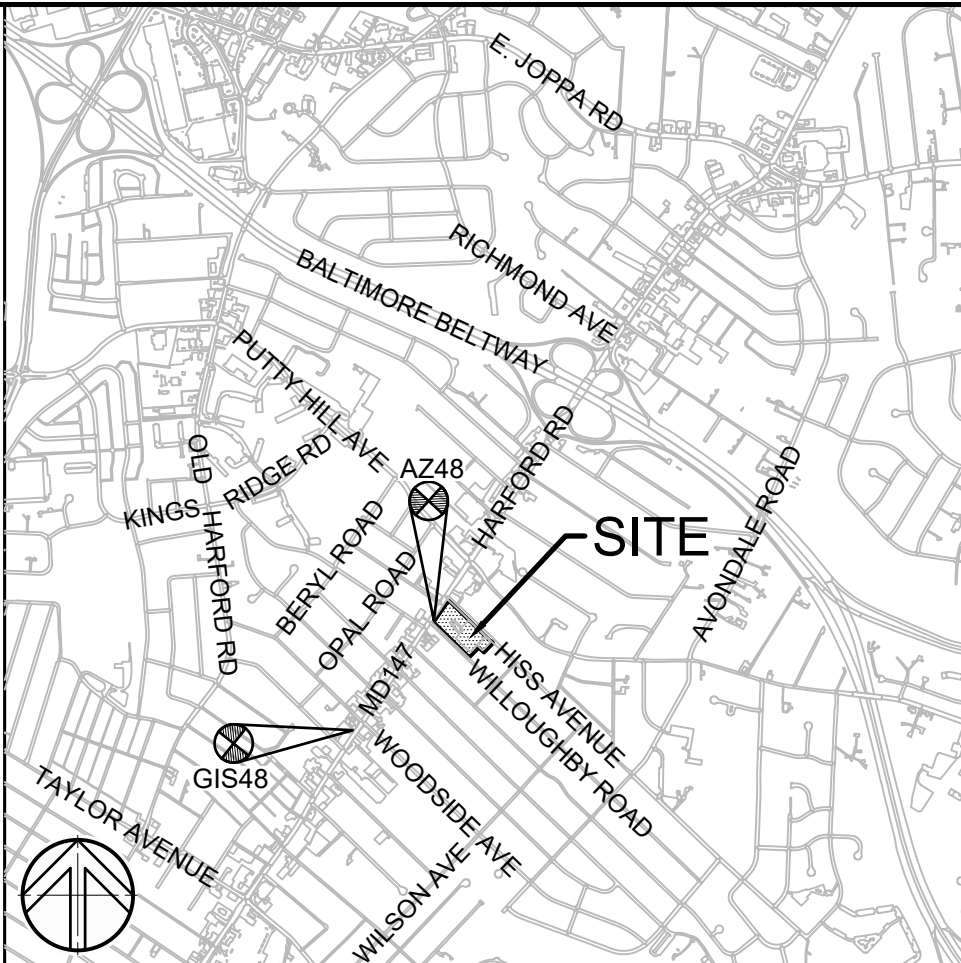 E. JOPPA RD
RICHMOND AVE
BALTIMORE BELTWAY
PUTTY HILL AVE
HARFORD RD
OLD HARFORD RD
KINGS RIDGE RD
AZ48
SITE
AVONDALE ROAD
BERYL ROAD
OPAL ROAD
MD147
HISS AVENUE
WILLOUGHBY ROAD
GIS48
WOODSIDE AVE
TAYLOR AVENUE
WILSON AVE